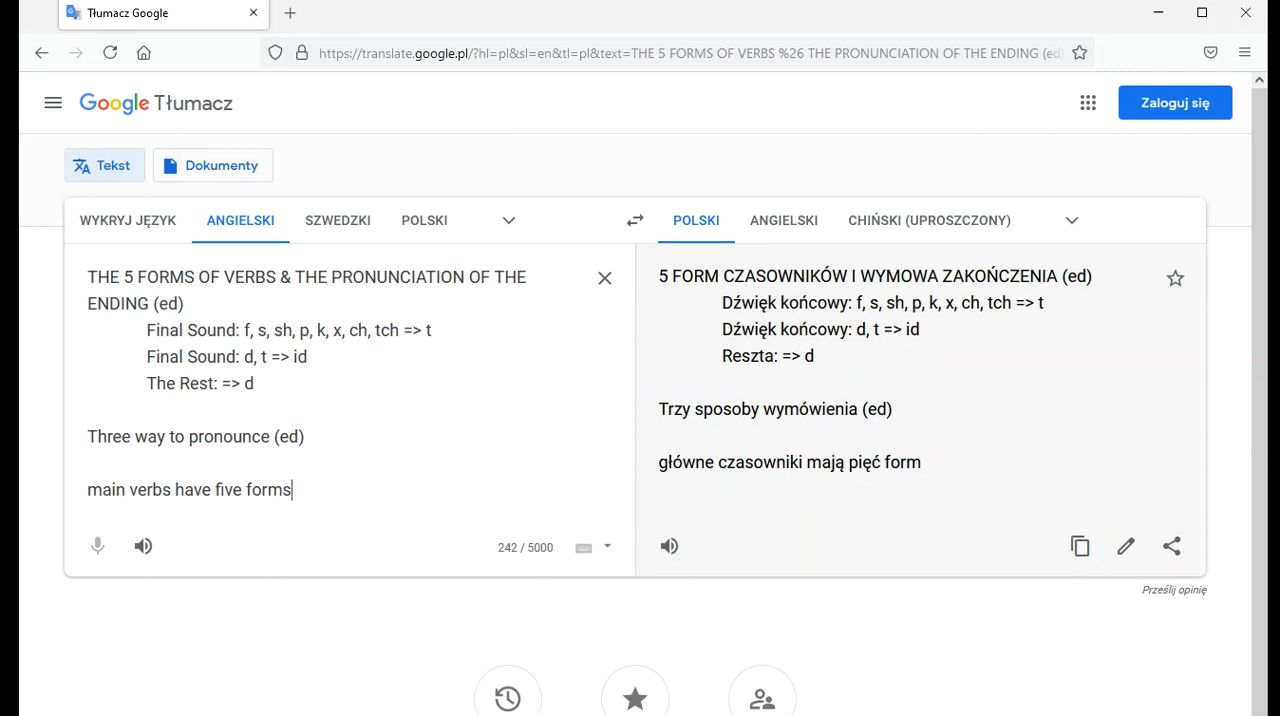 Tłumacz Google
https://translate.google.pl/?hl=pl&sl=en&tl=pl&text=THE 5 FORMS OF VERBS %26 THE PRONUNCIATION OF THE ENDING (ed)
Google Tłumacz
Zaloguj się
Tekst
Dokumenty
WYKRYJ JĘZYK ANGIELSKI SZWEDZKI POLSKI
POLSKI ANGIELSKI CHIŃSKI (UPROSZCZONY)
THE 5 FORMS OF VERBS & THE PRONUNCIATION OF THE
ENDING (ed)
Final Sound: f, s, sh, p, k, x, ch, tch => t
Final Sound: d, t => id
The Rest: => d
Three way to pronounce (ed)
main verbs have five forms
242 / 5000
5 FORM CZASOWNIKÓW I WYMOWA ZAKOŃCZENIA (ed)
Dźwięk końcowy: f, s, sh, p, k, x, ch, tch => t
Dźwięk końcowy: d, t => id
Reszta: => d
Trzy sposoby wymówienia (ed)
główne czasowniki mają pięć form
Prześlij opinię